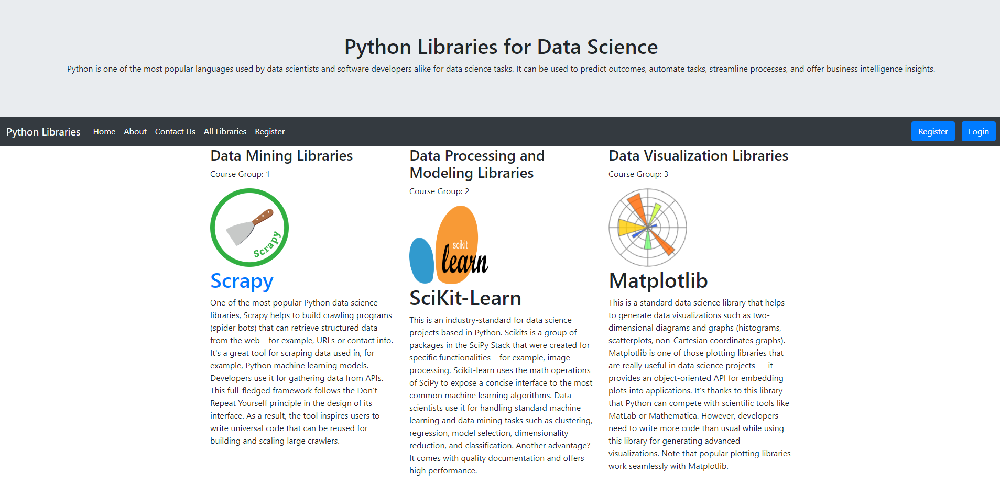 Python Libraries for Data Science
Python is one of the most popular languages used by data scientists and software developers alike for data science tasks. It can be used to predict outcomes, automate tasks, streamline processes, and offer business intelligence insights.
Python Libraries Home About Contact Us All Libraries Register Register Login
Data Mining Libraries
Course Group: 1
Scrapy
Scrapy
One of the most popular Python data science
libraries, Scrapy helps to build crawling programs
(spider bots) that can retrieve structured data
from the web – for example, URLs or contact info.
It's a great tool for scraping data used in, for
example, Python machine learning models.
Developers use it for gathering data from APIs.
This full-fledged framework follows the Don't
Repeat Yourself principle in the design of its
interface. As a result, the tool inspires users to
write universal code that can be reused for
building and scaling large crawlers.
Data Processing and
Modeling Libraries
Course Group: 2
scikit
learn
SciKit-Learn
This is an industry-standard for data science
projects based in Python. Scikits is a group of
packages in the SciPy Stack that were created for
specific functionalities – for example, image
processing. Scikit-learn uses the math operations
of SciPy to expose a concise interface to the most
common machine learning algorithms. Data
scientists use it for handling standard machine
learning and data mining tasks such as clustering,
regression, model selection, dimensionality
reduction, and classification. Another advantage?
It comes with quality documentation and offers
high performance.
Data Visualization Libraries
Course Group: 3
Matplotlib
This is a standard data science library that helps
to generate data visualizations such as two-
dimensional diagrams and graphs (histograms,
scatterplots, non-Cartesian coordinates graphs).
Matplotlib is one of those plotting libraries that
are really useful in data science projects — it
provides an object-oriented API for embedding
plots into applications. It's thanks to this library
that Python can compete with scientific tools like
MatLab or Mathematica. However, developers
need to write more code than usual while using
this library for generating advanced
visualizations. Note that popular plotting libraries
work seamlessly with Matplotlib.